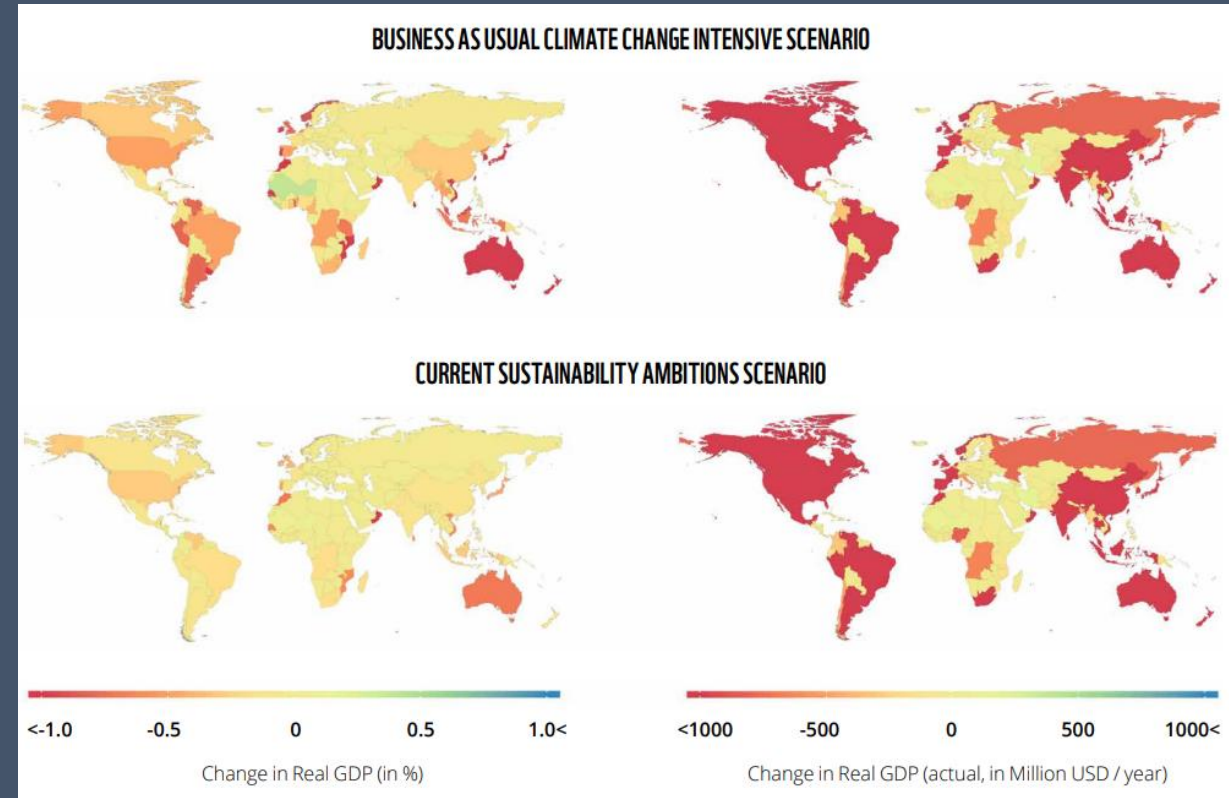 BUSINESS AS USUAL CLIMATE CHANGE INTENSIVE SCENARIO
CURRENT SUSTAINABILITY AMBITIONS SCENARIO
<-1.0 -0.5 0 0.5 1.0<
Change in Real GDP (in %)
<1000 -500 0 500 1000<
Change in Real GDP (actual, in Million USD / year)